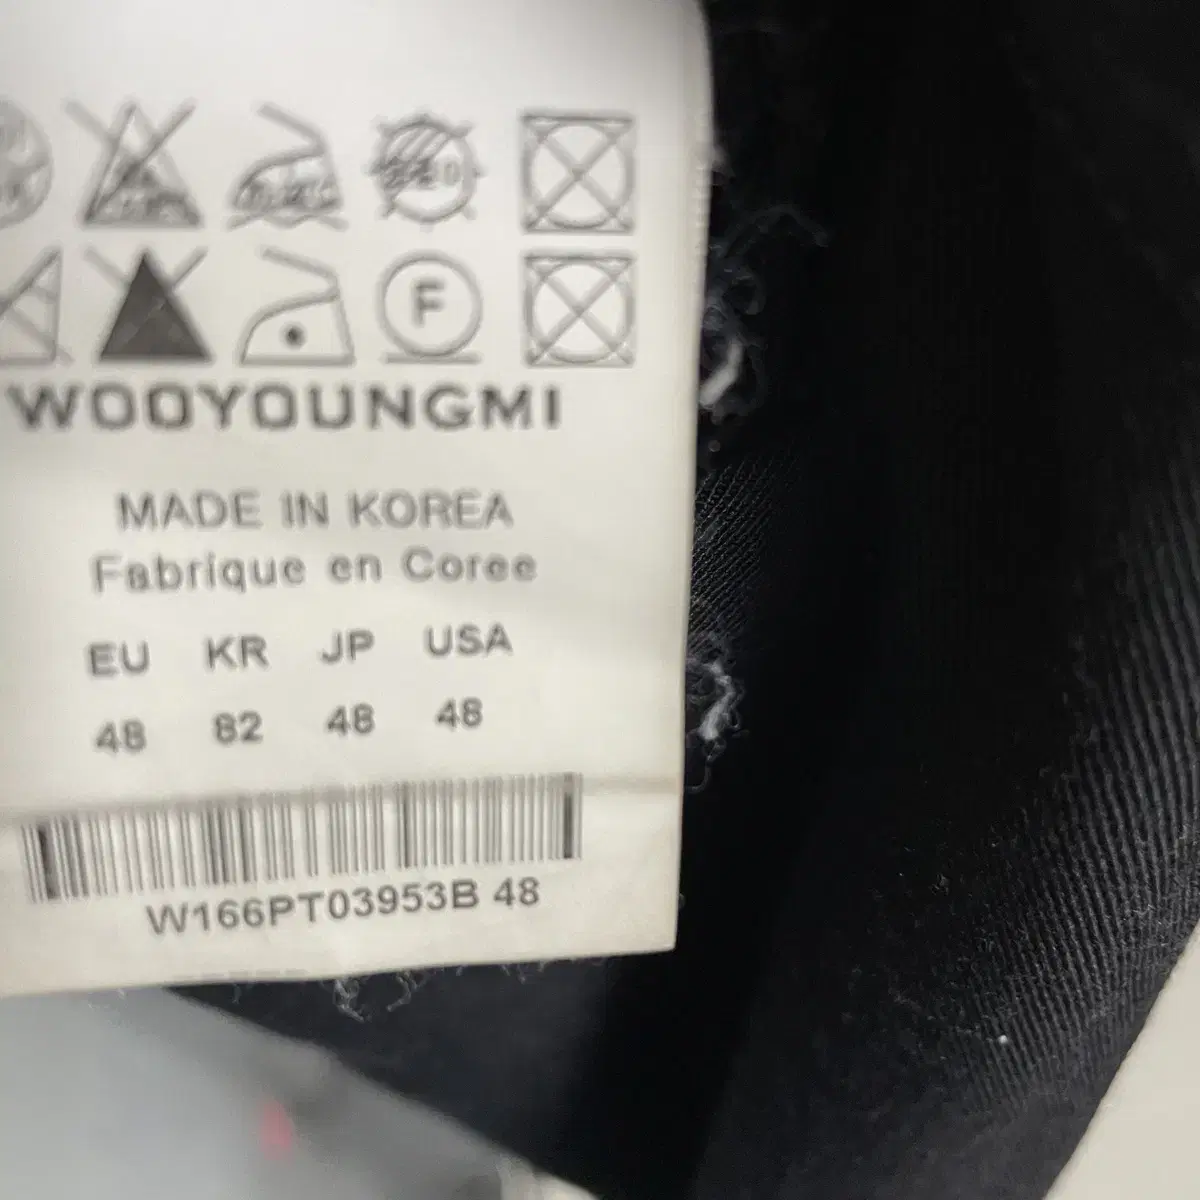 F
WOOYOUNGMI
MADE IN KOREA
Fabrique en Coree
EU KR JP USA
48 82 48 48
W166PT03953B 48